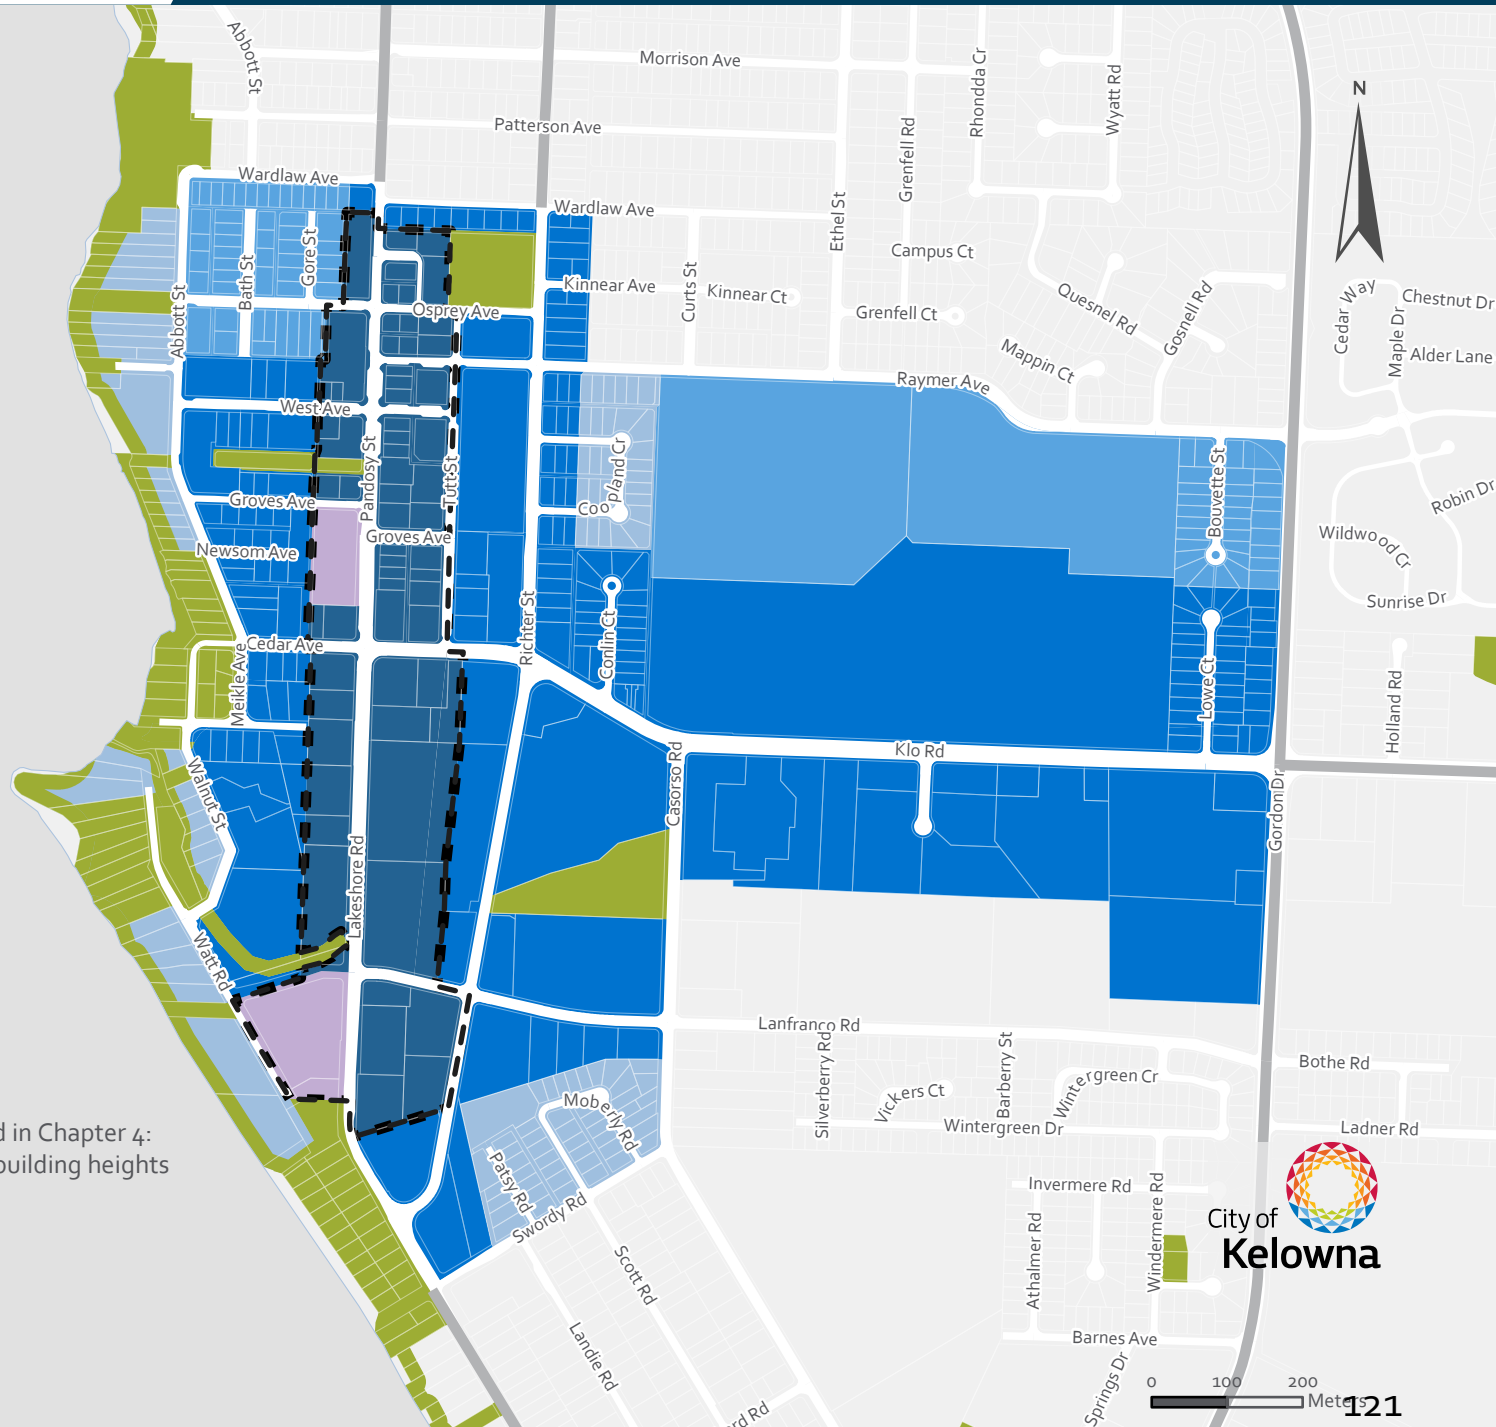 Abbott St
Morrison Ave
Rhondda Cr
Wyatt Rd
N
Patterson Ave
Grenfell Rd
Wardlaw Ave
Wardlaw Ave
Ethel St
Gore St
Bath St
Campus Ct
Kinnear Ave
Kinnear Ct
Curts St
Quesnel Rd
Gosnell Rd
Cedar Way
Chestnut Dr
Abbott St
Osprey Ave
Grenfell Ct
Maple Dr
Mappin Ct
Alder Lane
Raymer Ave
West Ave
Pandosy St
Tutt St
Copland Cr
Bouvette St
Groves Ave
Robin Dr
Groves Ave
Newsom Ave
Wildwood Cr
Richter St
Conlin Ct
Sunrise Dr
Cedar Ave
Meikle Ave
Lowe Ct
Holland Rd
Klo Rd
Walnut St
Casorso Rd
Gordon Dr
Lakeshore Rd
Watt Rd
Lanfranco Rd
Silverberry Rd
Barberry St
Bothe Rd
Vickers Ct
Wintergreen Cr
Moberly Rd
Wintergreen Dr
Ladner Rd
d in Chapter 4:
building heights
Patsy Rd
Swordy Rd
Invermere Rd
Windermere Rd
Athalmer Rd
City of
Kelowna
Scott Rd
Landie Rd
Barnes Ave
Springs Dr
0 100 200
Meters
121
rd Rd